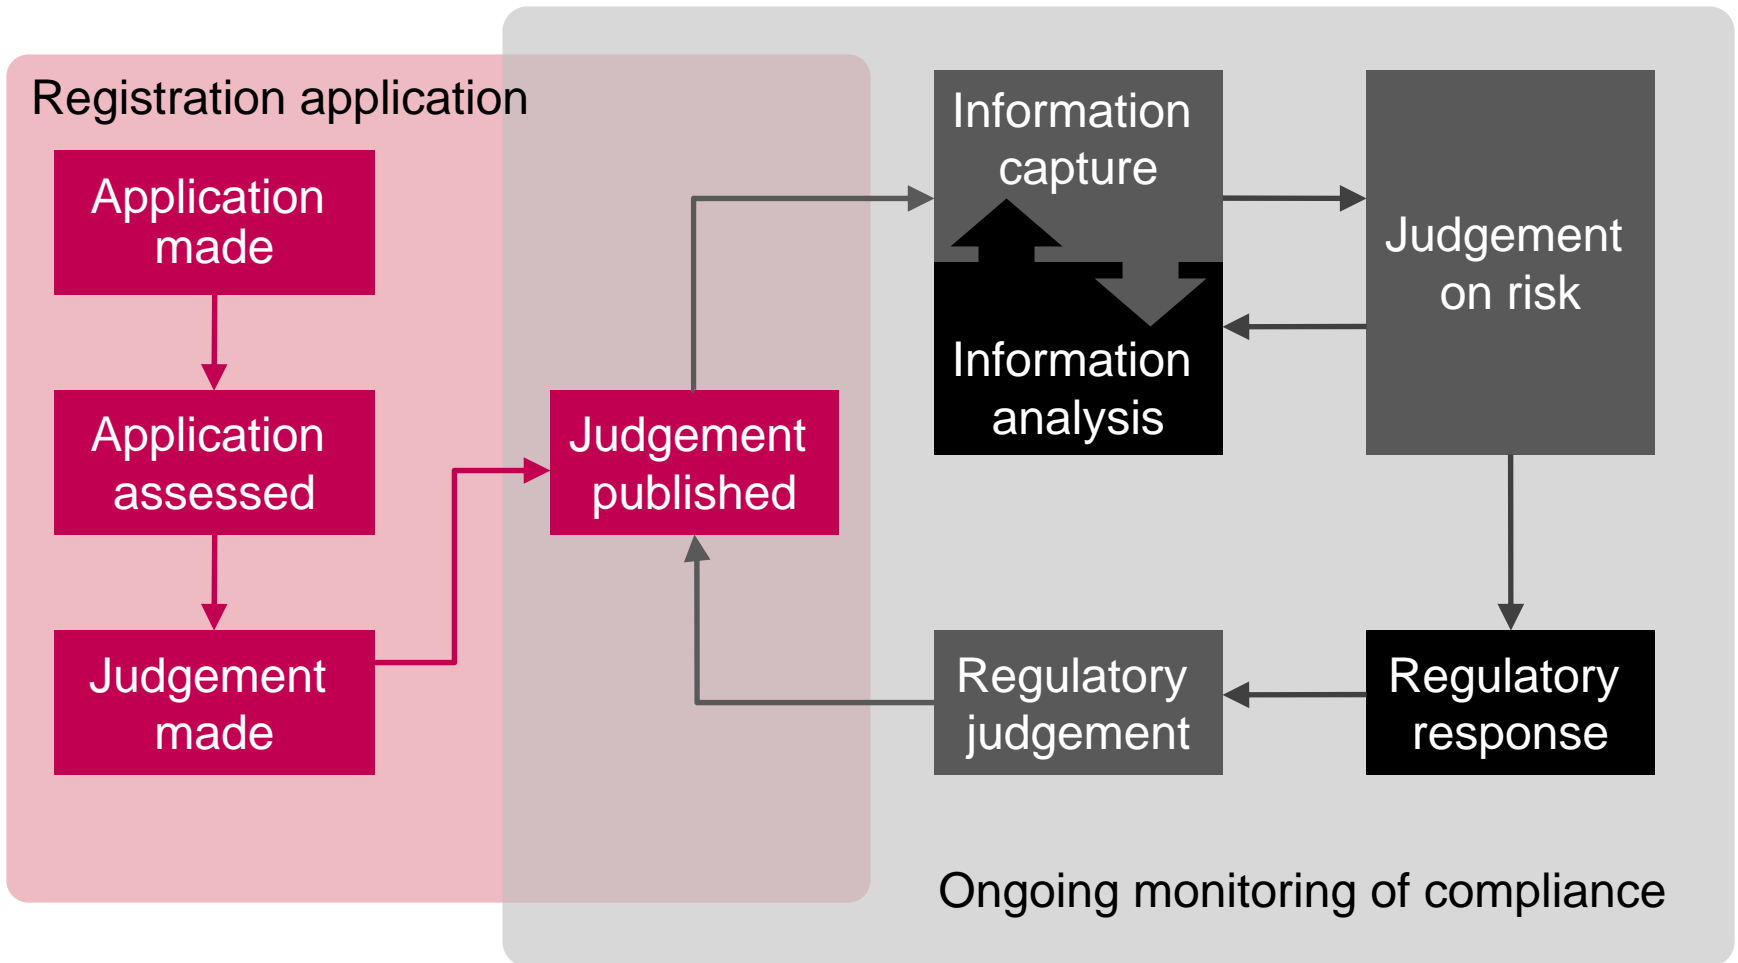 Registration application
Application
made
Application
assessed
Judgement
made
Judgement
published
Information
capture
Information
analysis
Judgement
on risk
Regulatory
response
Regulatory
judgement
Ongoing monitoring of compliance